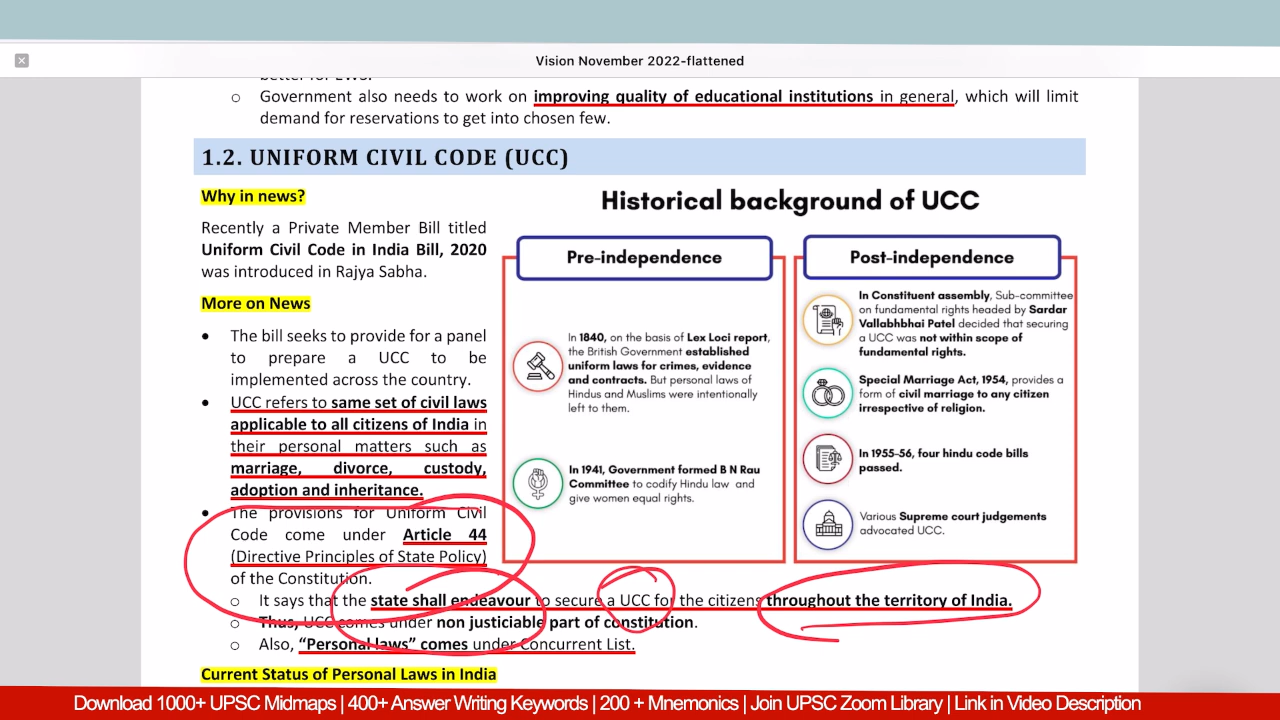 Vision November 2022-flattened
better for EWS.
Government also needs to work on improving quality of educational institutions in general, which will limit
demand for reservations to get into chosen few.
1.2. UNIFORM CIVIL CODE (UCC)
Why in news?
Recently a Private Member Bill titled
Uniform Civil Code in India Bill, 2020
was introduced in Rajya Sabha.
More on News
The bill seeks to provide for a panel
to prepare a UCC to be
implemented across the country.
UCC refers to same set of civil laws
applicable to all citizens of India in
their personal matters such as
marriage, divorce, custody,
adoption and inheritance.
The provisions for Uniform Civil
Code come under Article 44
(Directive Principles of State Policy)
of the Constitution.
Historical background of UCC
Pre-independence
In 1840, on the basis of Lex Loci report,
the British Government established
uniform laws for crimes, evidence
and contracts. But personal laws of
Hindus and Muslims were intentionally
left to them.
In 1941, Government formed B N Rau
Committee to codify Hindu law and
give women equal rights.
Post-independence
In Constituent assembly, Sub-committee
on fundamental rights headed by Sardar
Vallabhbhai Patel decided that securing
a UCC was not within scope of
fundamental rights.
Special Marriage Act, 1954, provides a
form of civil marriage to any citizen
irrespective of religion.
In 1955-56, four hindu code bills
passed.
Various Supreme court judgements
advocated UCC.
It says that the state shall endeavour to secure a UCC for the citizens throughout the territory of India.
Thus, UCC comes under non justiciable part of constitution.
Also, “Personal laws” comes under Concurrent List.
Current Status of Personal Laws in India
Download 1000+ UPSC Midmaps | 400+ Answer Writing Keywords | 200 + Mnemonics | Join UPSC Zoom Library | Link in Video Description